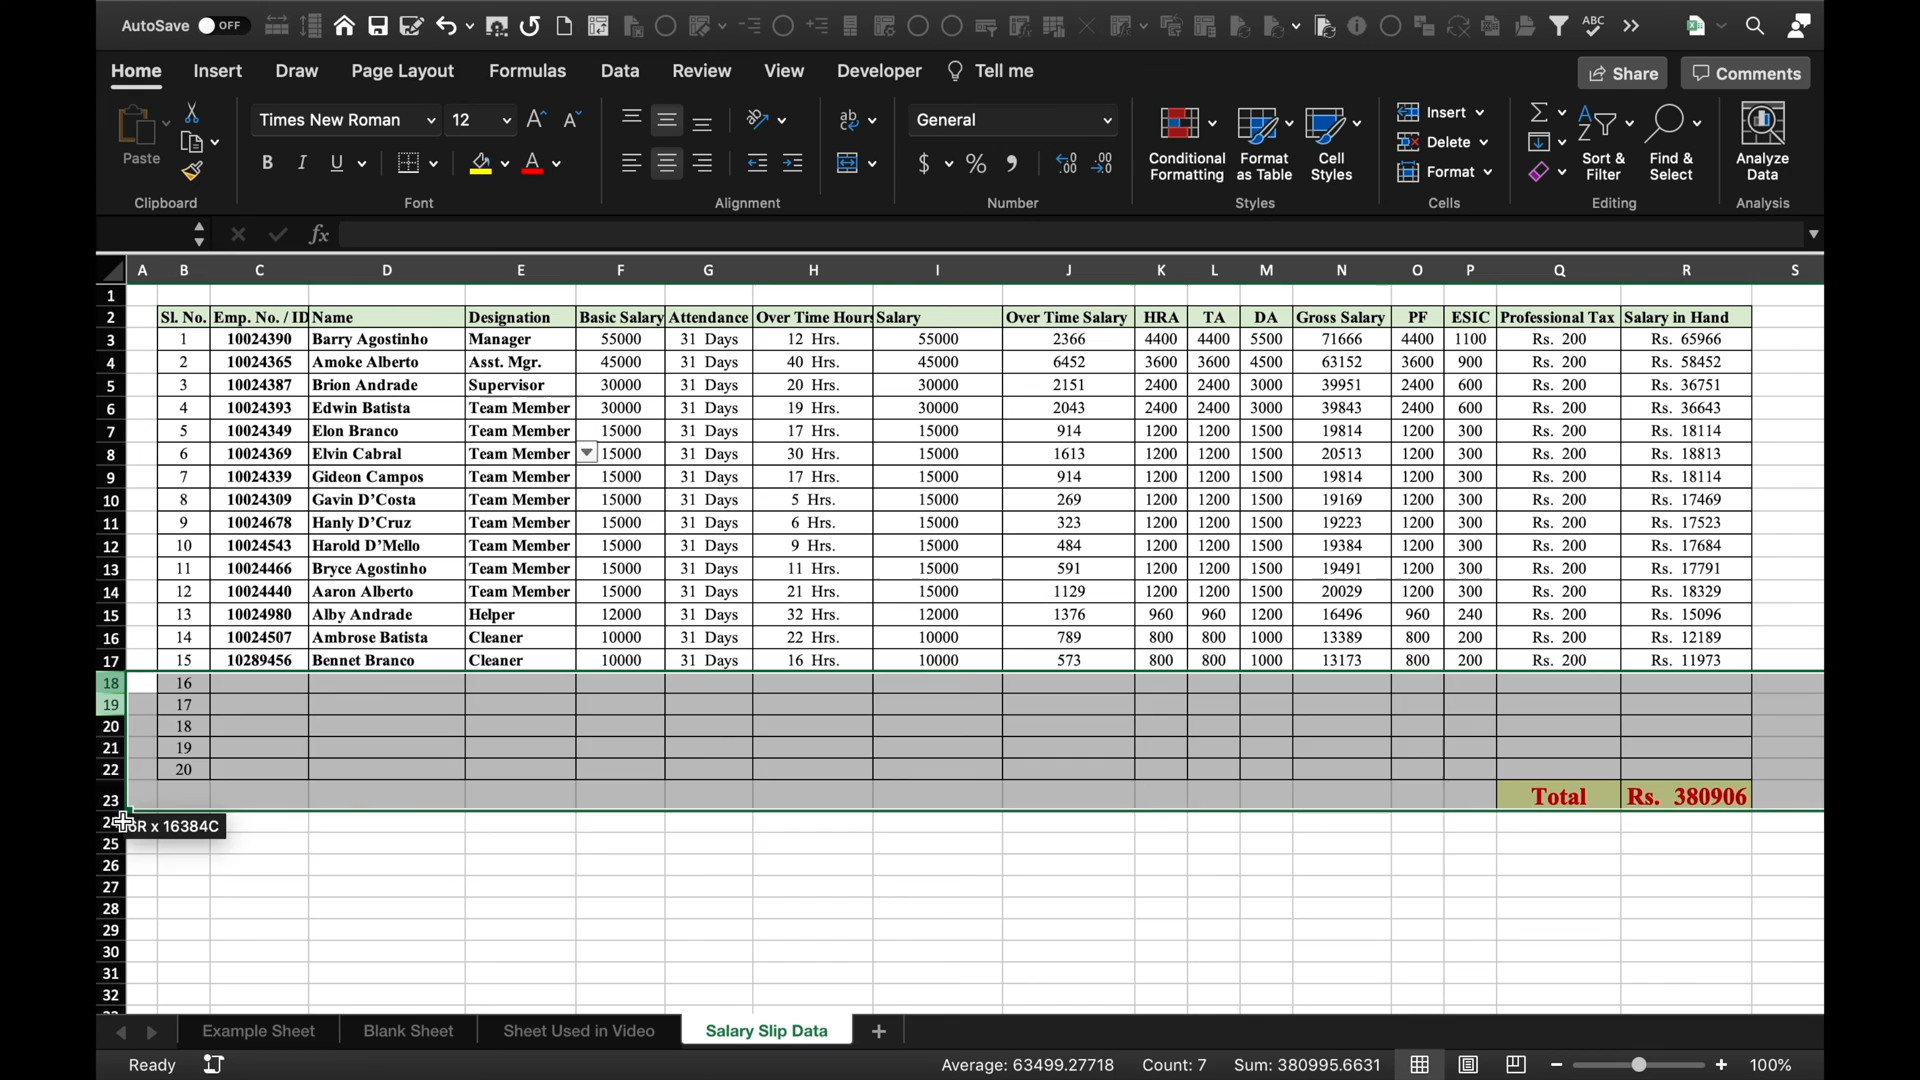 AutoSave OFF
ABC
Home Insert Draw Page Layout Formulas Data Review View Developer Tell me Share Comments
Paste Times New Roman 12 General Insert
B I U $ % Conditional Formatting Format as Table Cell Styles Delete Sort & Filter Find & Select Analyze Data
Format
Clipboard Font Alignment Number Styles Cells Editing Analysis
fx
A B C D E F G H I J K L M N O P Q R S
1
2 Sl. No. Emp. No. / ID Name Designation Basic Salary Attendance Over Time Hours Salary Over Time Salary HRA TA DA Gross Salary PF ESIC Professional Tax Salary in Hand
3 1 10024390 Barry Agostinho Manager 55000 31 Days 12 Hrs. 55000 2366 4400 4400 5500 71666 4400 1100 Rs. 200 Rs. 65966
4 2 10024365 Amoke Alberto Asst. Mgr. 45000 31 Days 40 Hrs. 45000 6452 3600 3600 4500 63152 3600 900 Rs. 200 Rs. 58452
5 3 10024387 Brion Andrade Supervisor 30000 31 Days 20 Hrs. 30000 2151 2400 2400 3000 39951 2400 600 Rs. 200 Rs. 36751
6 4 10024393 Edwin Batista Team Member 30000 31 Days 19 Hrs. 30000 2043 2400 2400 3000 39843 2400 600 Rs. 200 Rs. 36643
7 5 10024349 Elon Branco Team Member 15000 31 Days 17 Hrs. 15000 914 1200 1200 1500 19814 1200 300 Rs. 200 Rs. 18114
8 6 10024369 Elvin Cabral Team Member 15000 31 Days 30 Hrs. 15000 1613 1200 1200 1500 20513 1200 300 Rs. 200 Rs. 18813
9 7 10024339 Gideon Campos Team Member 15000 31 Days 17 Hrs. 15000 914 1200 1200 1500 19814 1200 300 Rs. 200 Rs. 18114
10 8 10024309 Gavin D’Costa Team Member 15000 31 Days 5 Hrs. 15000 269 1200 1200 1500 19169 1200 300 Rs. 200 Rs. 17469
11 9 10024678 Hanly D’Cruz Team Member 15000 31 Days 6 Hrs. 15000 323 1200 1200 1500 19223 1200 300 Rs. 200 Rs. 17523
12 10 10024543 Harold D’Mello Team Member 15000 31 Days 9 Hrs. 15000 484 1200 1200 1500 19384 1200 300 Rs. 200 Rs. 17684
13 11 10024466 Bryce Agostinho Team Member 15000 31 Days 11 Hrs. 15000 591 1200 1200 1500 19491 1200 300 Rs. 200 Rs. 17791
14 12 10024440 Aaron Alberto Team Member 15000 31 Days 21 Hrs. 15000 1129 1200 1200 1500 20029 1200 300 Rs. 200 Rs. 18329
15 13 10024980 Alby Andrade Helper 12000 31 Days 32 Hrs. 12000 1376 960 960 1200 16496 960 240 Rs. 200 Rs. 15096
16 14 10024507 Ambrose Batista Cleaner 10000 31 Days 22 Hrs. 10000 789 800 800 1000 13389 800 200 Rs. 200 Rs. 12189
17 15 10289456 Bennet Branco Cleaner 10000 31 Days 16 Hrs. 10000 573 800 800 1000 13173 800 200 Rs. 200 Rs. 11973
18 16
19 17
20 18
21 19
22 20
23 Total Rs. 380906
6R x 16384C
25
26
27
28
29
30
31
32
Example Sheet Blank Sheet Sheet Used in Video Salary Slip Data
Ready Average: 63499.27718 Count: 7 Sum: 380995.6631 100%